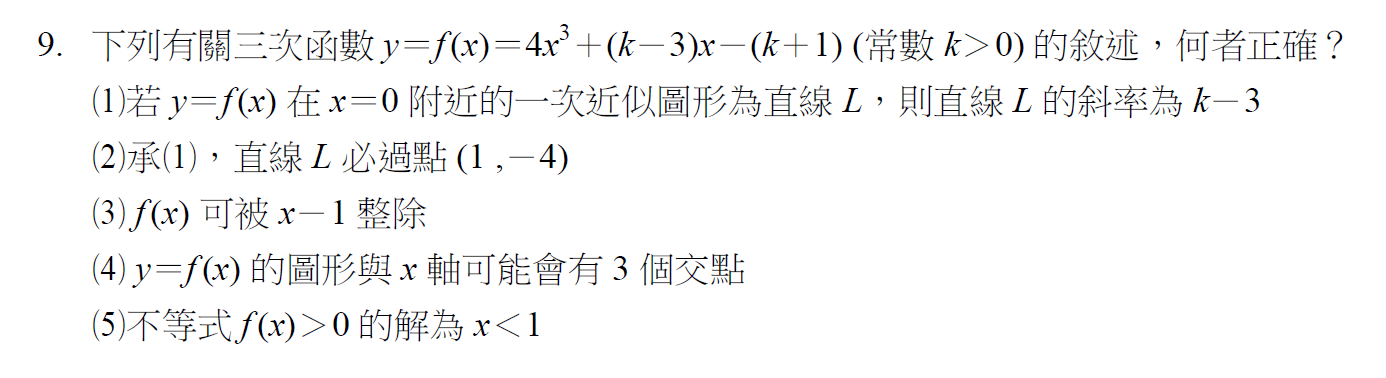 9. 下列有關三次函數 y=f(x)=4x³+(k-3)x-(k+1) (常數 k>0) 的敘述,何者正確?
(1)若 y=f(x) 在 x=0 附近的一次近似圖形為直線 L,則直線 L 的斜率為 k-3
(2)承(1),直線 L 必過點 (1 ,-4)
(3) f(x) 可被 x-1 整除
(4) y=f(x) 的圖形與 x 軸可能會有 3 個交點
(5)不等式 f(x)>0 的解為 x<1